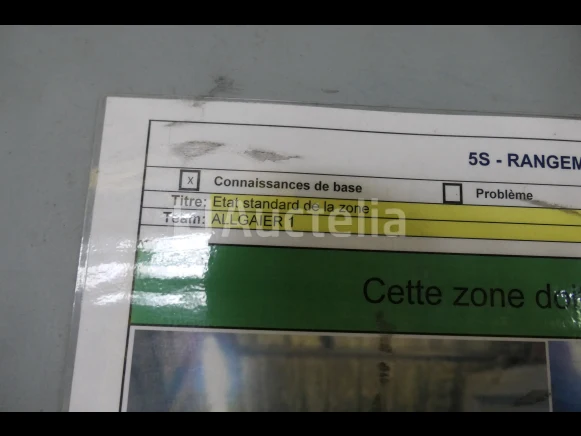 5S - RANGEM
x Connaissances de base Problème
Titre: Etat standard de la zone
Team: ALLGAIER 1
Auctelia
Cette zone doi